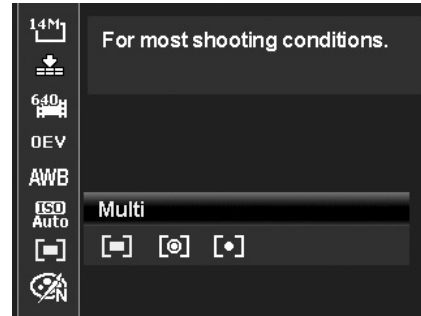 14M
For most shooting conditions.
640
0EV
AWB
ISO
Auto
Multi
N